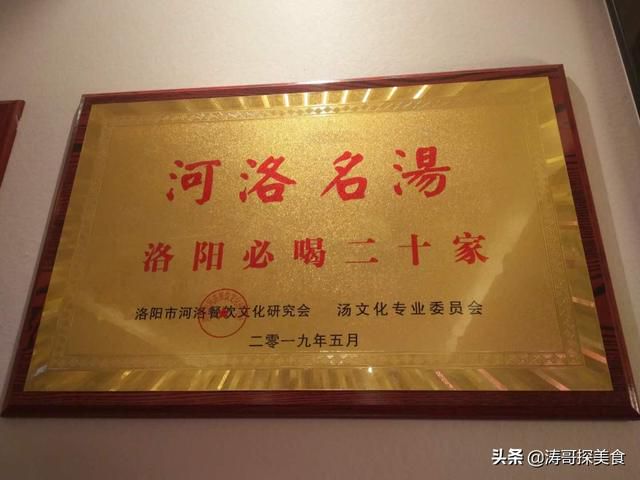 河洛名湯
洛阳必喝二十家
洛阳市河洛餐饮文化研究会 汤文化专业委员会
二零一九年五月
头条 @涛哥探美食